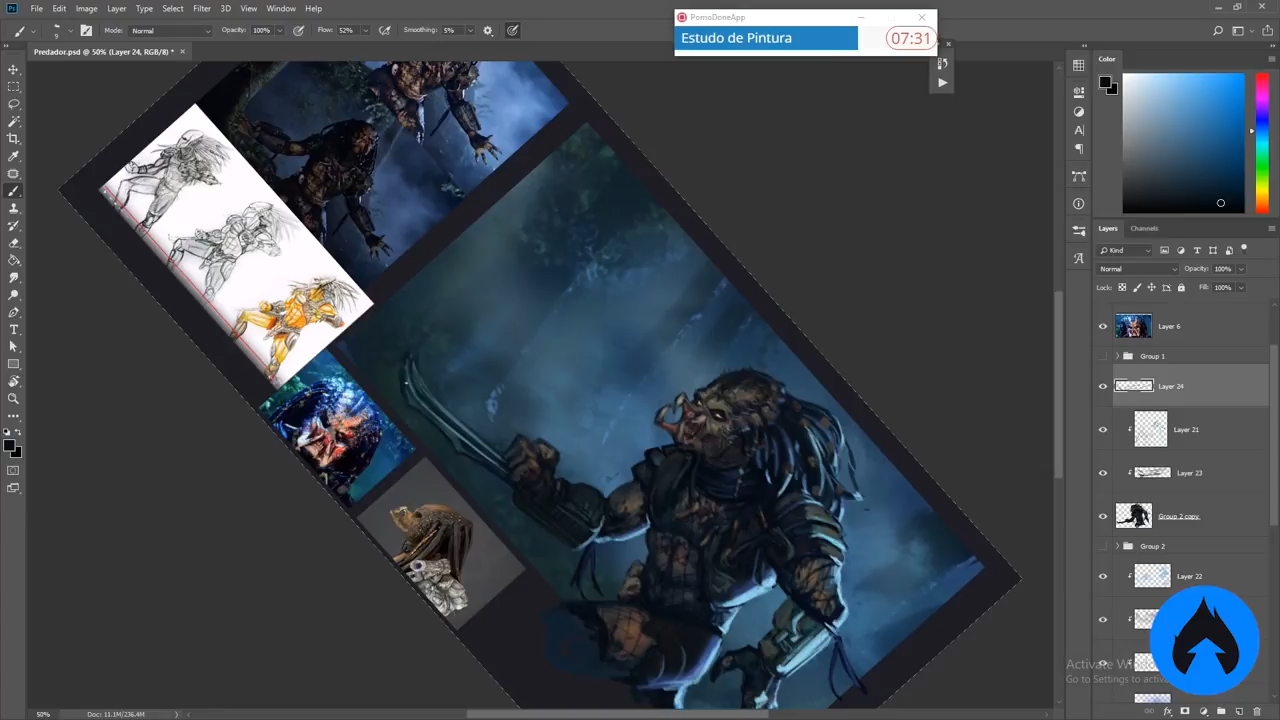 PomoDoneApp
Estudo de Pintura
07:31
File Edit Image Layer Type Select Filter 3D View Window Help
Mode: Normal Opacity: 100% Flow: 52% Smoothing: 5%
Predador.psd @ 50% (Layer 24, RGB/8) *
Color
Layers Channels
Kind
Normal Opacity: 100%
Lock: Fill: 100%
Layer 6
Group 1
Layer 24
Layer 21
Layer 23
Group 2 copy
Group 2
Layer 22
Activate W
Go to Settings to activa
50% Doc: 11.1M/236.4M